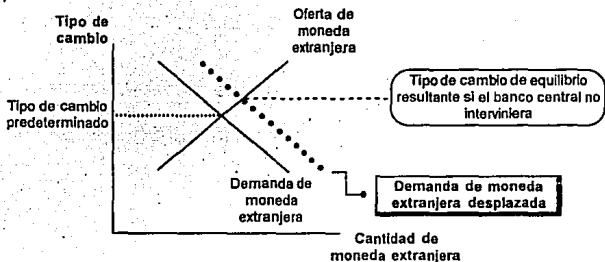 Tipo de
cambio
Oferta de
moneda
extranjera
Tipo de cambio de equilibrio
resultante si el banco central no
interviniera
Tipo de cambio
predeterminado
Demanda de
moneda
extranjera
Demanda de moneda
extranjera desplazada
Cantidad de
moneda extranjera